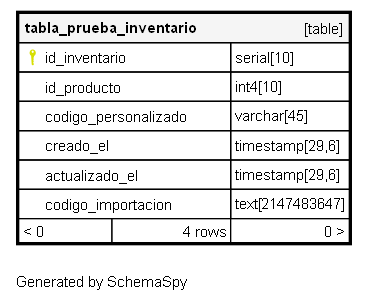 tabla_prueba_inventario [table]
id_inventario serial[10]
id_producto int4[10]
codigo_personalizado varchar[45]
creado_el timestamp[29,6]
actualizado_el timestamp[29,6]
codigo_importacion text[2147483647]
< 0 4 rows 0 >
Generated by SchemaSpy